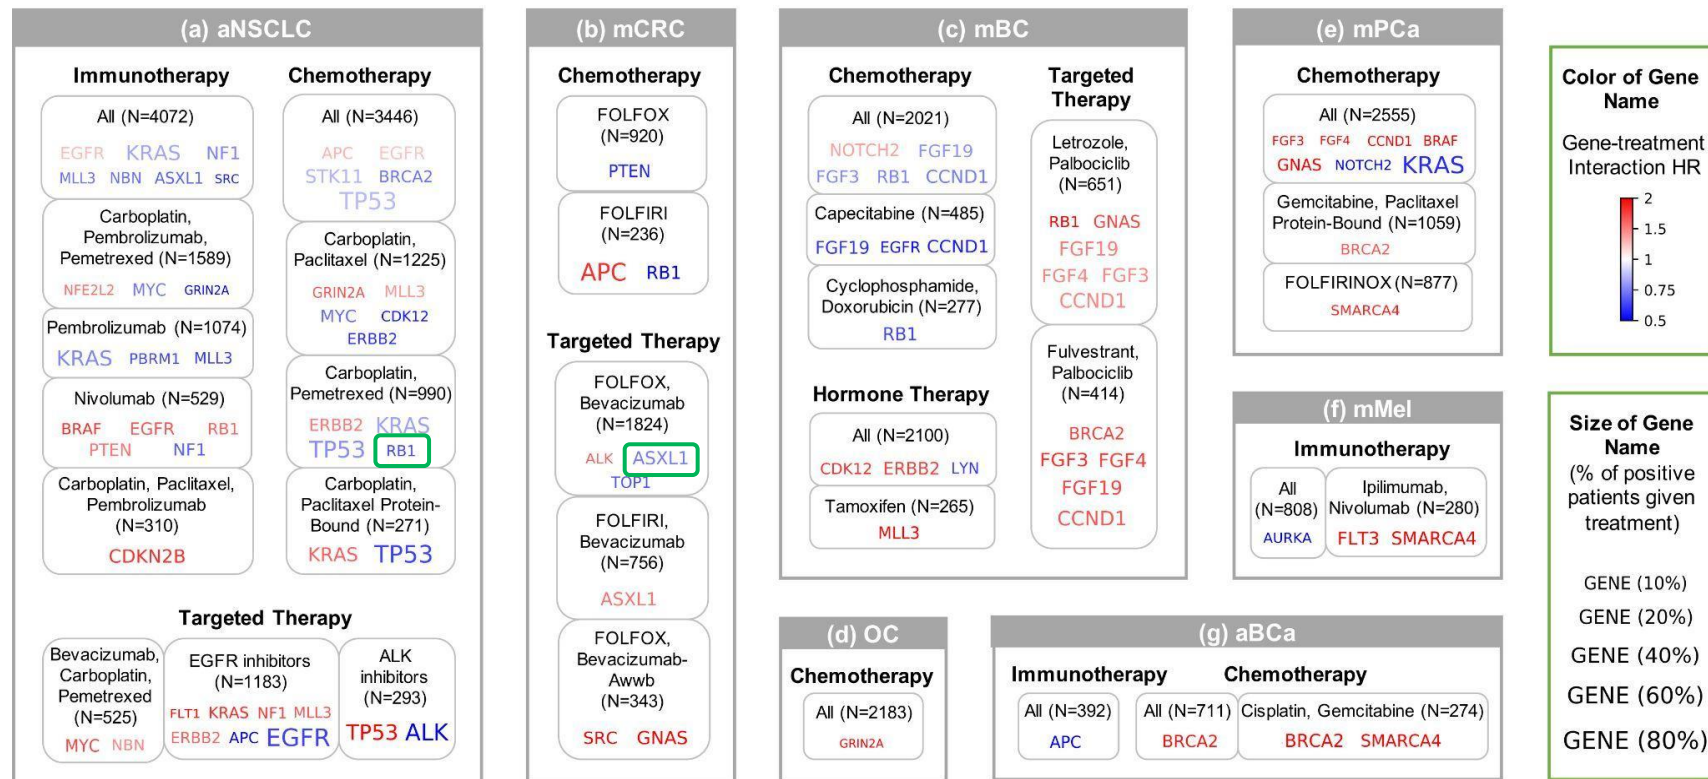 (a) aNSCLC
Immunotherapy
All (N=4072)
EGFR KRAS NF1
MLL3 NBN ASXL1 SRC
Carboplatin,
Pembrolizumab,
Pemetrexed (N=1589)
NFE2L2 MYC GRIN2A
Pembrolizumab (N=1074)
KRAS PBRM1 MLL3
Nivolumab (N=529)
BRAF EGFR RB1
PTEN NF1
Carboplatin, Paclitaxel,
Pembrolizumab
(N=310)
CDKN2B
Chemotherapy
All (N=3446)
APC EGFR
STK11 BRCA2
TP53
Carboplatin,
Paclitaxel (N=1225)
GRIN2A MLL3
MYC CDK12
ERBB2
Carboplatin,
Pemetrexed (N=990)
ERBB2 KRAS
TP53 RB1
Carboplatin,
Paclitaxel Protein-
Bound (N=271)
KRAS TP53
Targeted Therapy
Bevacizumab,
Carboplatin,
Pemetrexed
(N=525)
MYC NBN
EGFR inhibitors
(N=1183)
FLT1 KRAS NF1 MLL3
ERBB2 APC EGFR
ALK
inhibitors
(N=293)
TP53 ALK
(b) mCRC
Chemotherapy
FOLFOX
(N=920)
PTEN
FOLFIRI
(N=236)
APC RB1
Targeted Therapy
FOLFOX,
Bevacizumab
(N=1824)
ALK ASXL1
TOP1
FOLFIRI,
Bevacizumab
(N=756)
ASXL1
FOLFOX,
Bevacizumab-
Awwb
(N=343)
SRC GNAS
(c) mBC
Chemotherapy
All (N=2021)
NOTCH2 FGF19
FGF3 RB1 CCND1
Capecitabine (N=485)
FGF19 EGFR CCND1
Cyclophosphamide,
Doxorubicin (N=277)
RB1
Hormone Therapy
All (N=2100)
CDK12 ERBB2 LYN
Tamoxifen (N=265)
MLL3
Targeted
Therapy
Letrozole,
Palbociclib
(N=651)
RB1 GNAS
FGF19
FGF4 FGF3
CCND1
Fulvestrant,
Palbociclib
(N=414)
BRCA2
FGF3 FGF4
FGF19
CCND1
(d) OC
Chemotherapy
All (N=2183)
GRIN2A
(e) mPCa
Chemotherapy
All (N=2555)
FGF3 FGF4 CCND1 BRAF
GNAS NOTCH2 KRAS
Gemcitabine, Paclitaxel
Protein-Bound (N=1059)
BRCA2
FOLFIRINOX (N=877)
SMARCA4
(f) mMel
Immunotherapy
All
(N=808)
AURKA
Ipilimumab,
Nivolumab (N=280)
FLT3 SMARCA4
(g) aBCa
Immunotherapy
All (N=392)
APC
Chemotherapy
All (N=711)
BRCA2
Cisplatin, Gemcitabine (N=274)
BRCA2 SMARCA4
Color of Gene
Name
Gene-treatment
Interaction HR
2
1.5
1
0.75
0.5
Size of Gene
Name
(% of positive
patients given
treatment)
GENE (10%)
GENE (20%)
GENE (40%)
GENE (60%)
GENE (80%)